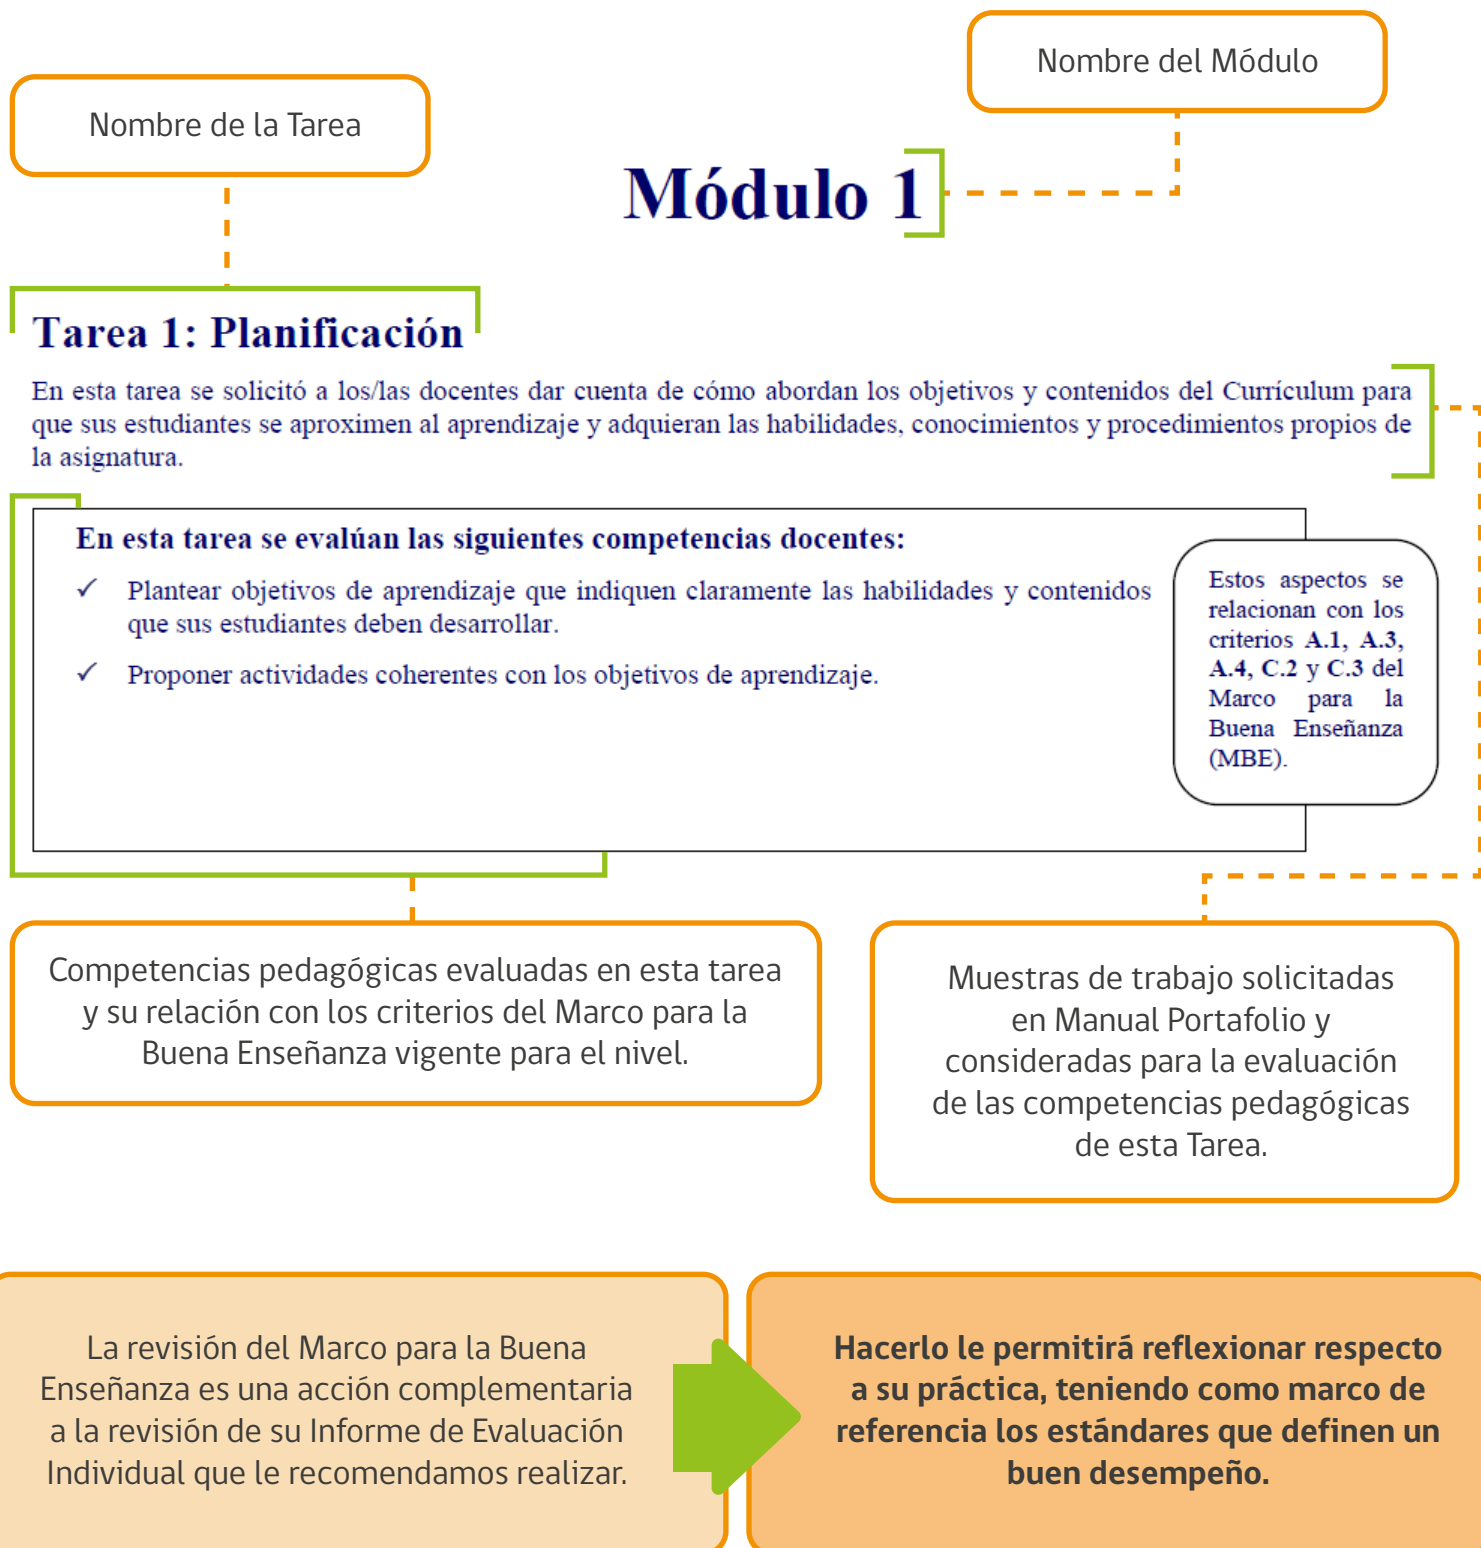 Nombre del Módulo
Nombre de la Tarea
Módulo 1
Tarea 1: Planificación
En esta tarea se solicitó a los/las docentes dar cuenta de cómo abordan los objetivos y contenidos del Currículum para
que sus estudiantes se aproximen al aprendizaje y adquieran las habilidades, conocimientos y procedimientos propios de
la asignatura.
En esta tarea se evalúan las siguientes competencias docentes:
✓ Plantear objetivos de aprendizaje que indiquen claramente las habilidades y contenidos
que sus estudiantes deben desarrollar.
✓ Proponer actividades coherentes con los objetivos de aprendizaje.
Estos aspectos se
relacionan con los
criterios A.1, A.3,
A.4, C.2 y C.3 del
Marco para la
Buena Enseñanza
(MBE).
Competencias pedagógicas evaluadas en esta tarea
y su relación con los criterios del Marco para la
Buena Enseñanza vigente para el nivel.
Muestras de trabajo solicitadas
en Manual Portafolio y
consideradas para la evaluación
de las competencias pedagógicas
de esta Tarea.
La revisión del Marco para la Buena
Enseñanza es una acción complementaria
a la revisión de su Informe de Evaluación
Individual que le recomendamos realizar.
Hacerlo le permitirá reflexionar respecto
a su práctica, teniendo como marco de
referencia los estándares que definen un
buen desempeño.